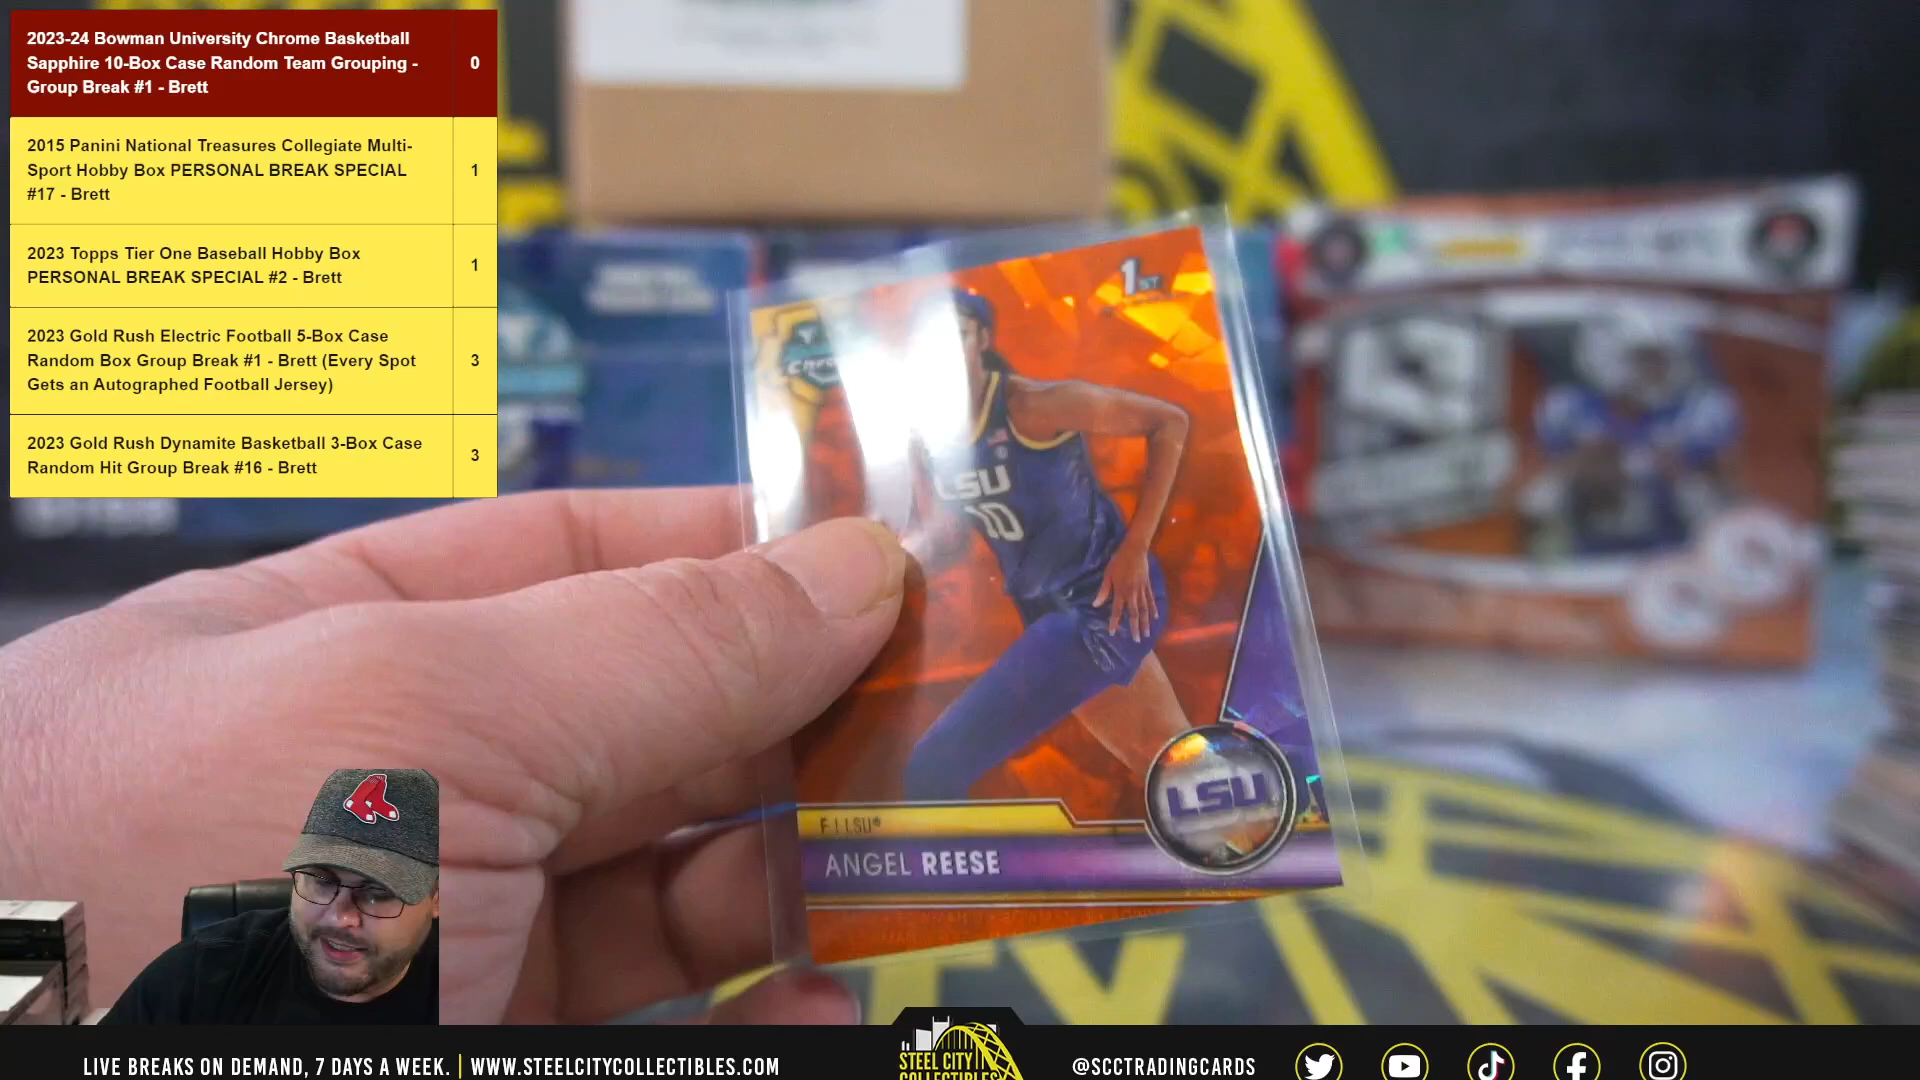 2023-24 Bowman University Chrome Basketball
Sapphire 10-Box Case Random Team Grouping -
Group Break #1 - Brett
0
2015 Panini National Treasures Collegiate Multi-
Sport Hobby Box PERSONAL BREAK SPECIAL
#17 - Brett
1
2023 Topps Tier One Baseball Hobby Box
PERSONAL BREAK SPECIAL #2 - Brett
1
2023 Gold Rush Electric Football 5-Box Case
Random Box Group Break #1 - Brett (Every Spot
Gets an Autographed Football Jersey)
3
2023 Gold Rush Dynamite Basketball 3-Box Case
Random Hit Group Break #16 - Brett
3
1ST
LSU
10
LSU
F | LSU®
ANGEL REESE
LIVE BREAKS ON DEMAND, 7 DAYS A WEEK. | WWW.STEELCITYCOLLECTIBLES.COM
STEEL CITY
COLLECTIBLES
@SCCTRADINGCARDS